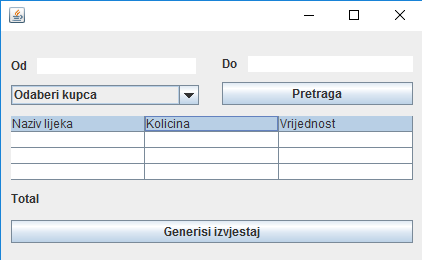 Od
Do
Odaberi kupca
Pretraga
Naziv lijeka Kolicina Vrijednost
Total
Generisi izvjestaj